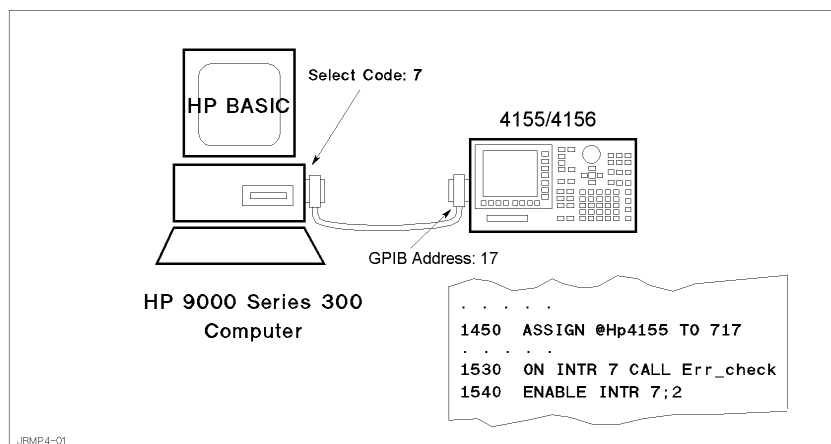 Select Code: 7
HP BASIC
4155/4156
GPIB Address: 17
HP 9000 Series 300
Computer
. . . . .
1450 ASSIGN @Hp4155 TO 717
. . . . .
1530 ON INTR 7 CALL Err_check
1540 ENABLE INTR 7;2
JBMP4-01